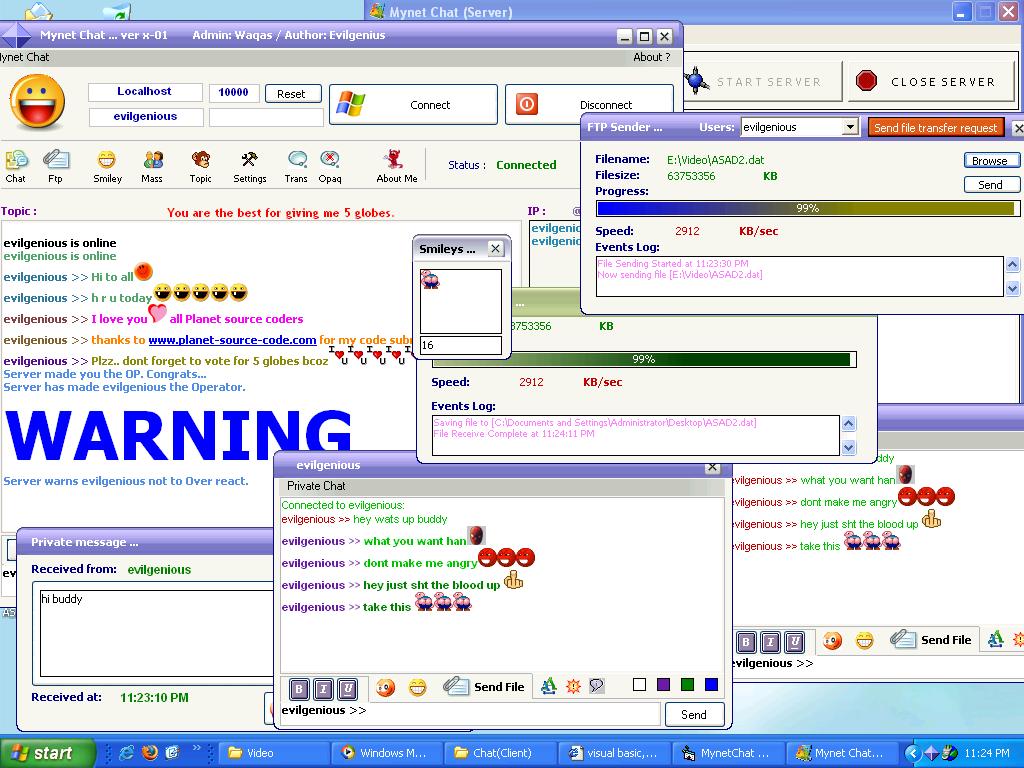 Mynet Chat (Server)
Mynet Chat ... ver x-01 Admin: Waqas / Author: Evilgenius
ynet Chat About ?
Localhost 10000 Reset Connect Disconnect
evilgenious
START SERVER CLOSE SERVER
FTP Sender ... Users: evilgenious Send file transfer request
Filename: E:\Video\ASAD2.dat Browse
Filesize: 63753356 KB
Send
Progress:
99%
Speed: 2912 KB/sec
Events Log:
File Sending Started at 11:23:30 PM
Now sending file [E:\Video\ASAD2.dat]
Chat Ftp Smiley Mass Topic Settings Trans Opaq About Me Status : Connected
Topic : You are the best for giving me 5 globes. IP : @
evilgenious is online
evilgenious is online
evilgenious >> Hi to all
evilgenious >> h r u today
evilgenious >> I love you all Planet source coders
evilgenious >> thanks to www.planet-source-code.com for my code subm
evilgenious >> Plzz.. dont forget to vote for 5 globes bcoz I U I U I U I U
Server made you the OP. Congrats...
Server has made evilgenious the Operator.
WARNING
Server warns evilgenious not to Over react.
evilgenic
evilgenic
Smileys ...
16
...
3753356 KB
99%
Speed: 2912 KB/sec
Events Log:
Saving file to [C:\Documents and Settings\Administrator\Desktop\ASAD2.dat]
File Receive Complete at 11:24:11 PM
evilgenious
Private Chat
Connected to evilgenious:
evilgenious >> hey wats up buddy
evilgenious >> what you want han
evilgenious >> dont make me angry
evilgenious >> hey just sht the blood up
evilgenious >> take this
B I U Send File
evilgenious >>
Send
ddy
evilgenious >> what you want han
evilgenious >> dont make me angry
evilgenious >> hey just sht the blood up
evilgenious >> take this
B I U Send File
evilgenious >>
Private message ...
Received from: evilgenious
hi buddy
Received at: 11:23:10 PM
ev
AS
start Video Windows M... Chat(Client) visual basic,... MynetChat ... Mynet Chat... 11:24 PM